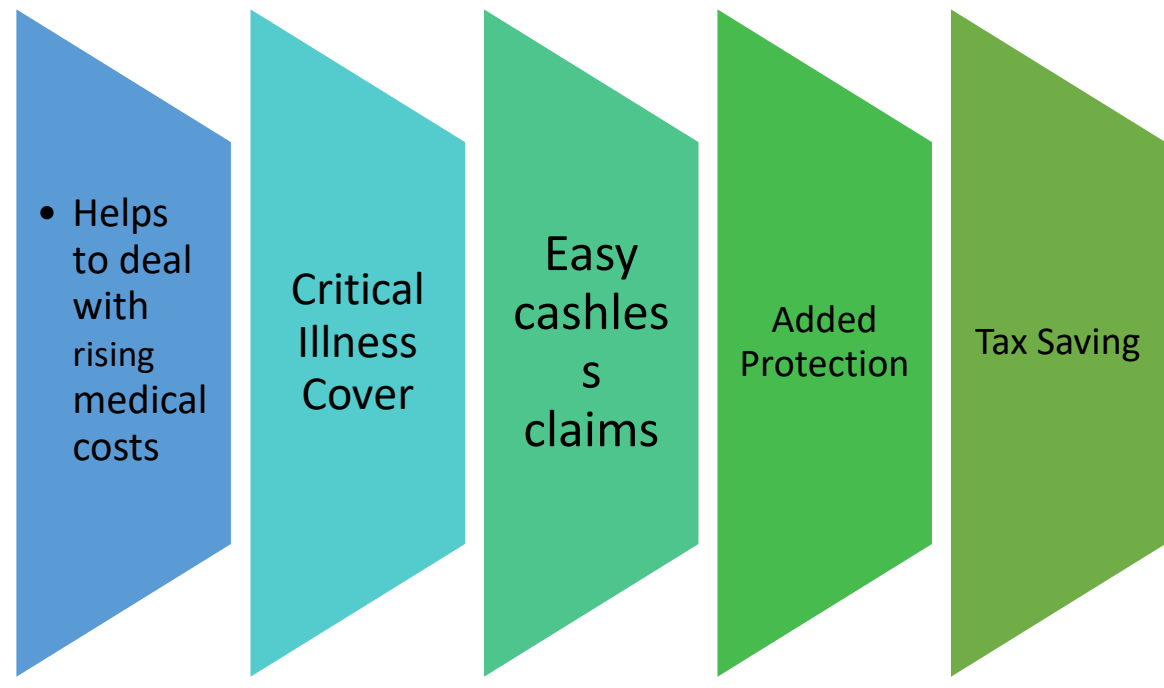 • Helps
to deal
with
rising
medical
costs
Critical
Illness
Cover
Easy
cashles
s
claims
Added
Protection
Tax Saving